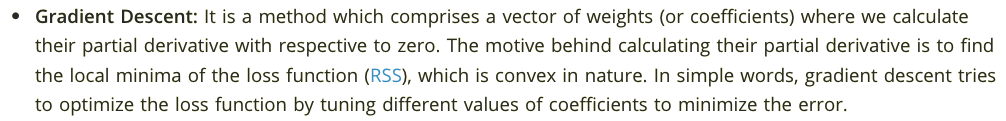 • Gradient Descent: It is a method which comprises a vector of weights (or coefficients) where we calculate
their partial derivative with respective to zero. The motive behind calculating their partial derivative is to find
the local minima of the loss function (RSS), which is convex in nature. In simple words, gradient descent tries
to optimize the loss function by tuning different values of coefficients to minimize the error.